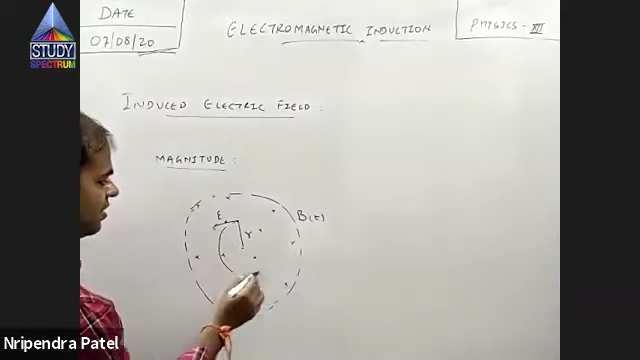 DATE
07/08/20
ELECTROMAGNETIC INDUCTION
PHYSICS - XII
STUDY
SPECTRUM
INDUCED ELECTRIC FIELD :
MAGNITUDE :
E
r
B(t)
Nripendra Patel